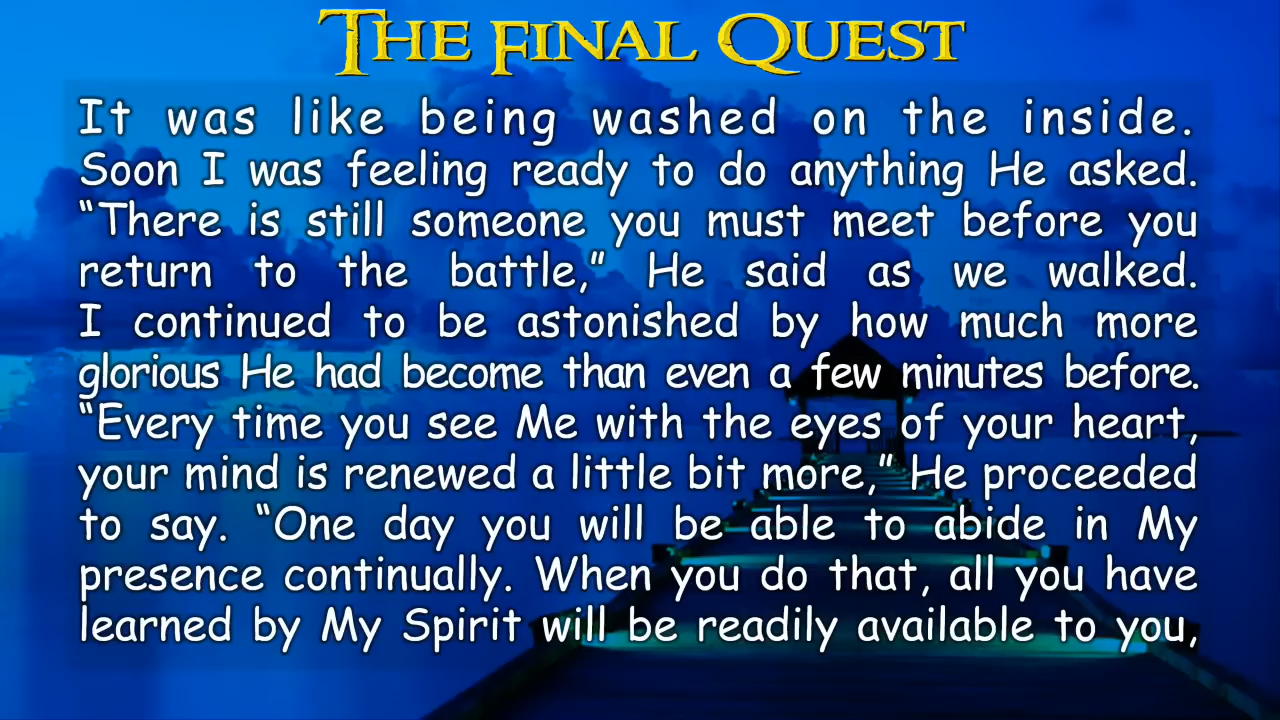 The Final Quest
It was like being washed on the inside.
Soon I was feeling ready to do anything He asked.
“There is still someone you must meet before you
return to the battle,” He said as we walked.
I continued to be astonished by how much more
glorious He had become than even a few minutes before.
“Every time you see Me with the eyes of your heart,
your mind is renewed a little bit more,” He proceeded
to say. “One day you will be able to abide in My
presence continually. When you do that, all you have
learned by My Spirit will be readily available to you,